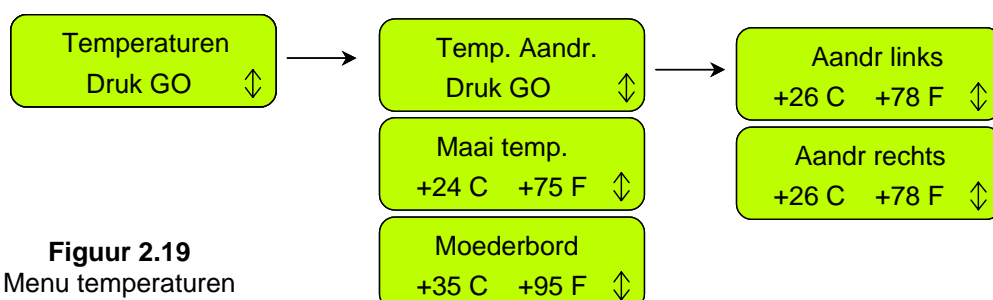 Temperaturen
Druk GO ↕
Temp. Aandr.
Druk GO ↕
Aandr links
+26 C +78 F ↕
Aandr rechts
+26 C +78 F ↕
Maai temp.
+24 C +75 F ↕
Moederbord
+35 C +95 F ↕
Figuur 2.19
Menu temperaturen